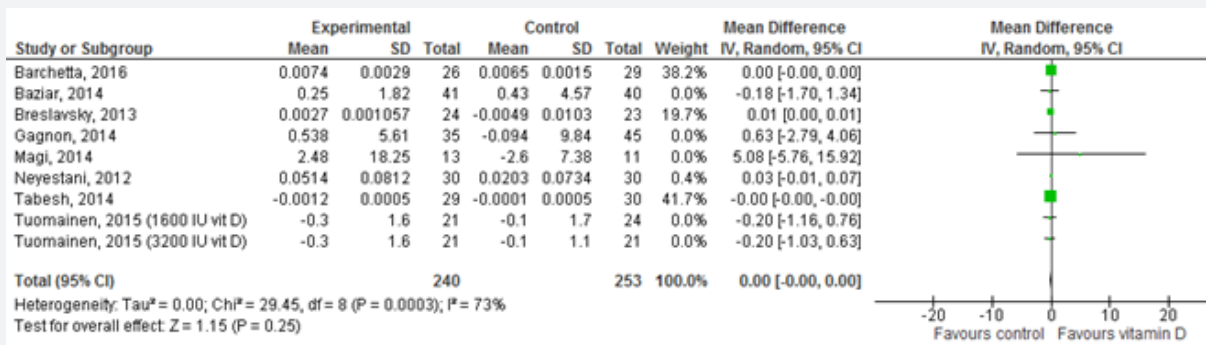 Experimental Control Mean Difference Mean Difference
Study or Subgroup Mean SD Total Mean SD Total Weight IV, Random, 95% CI IV, Random, 95% CI
Barchetta, 2016 0.0074 0.0029 26 0.0065 0.0015 29 38.2% 0.00 [-0.00, 0.00]
Baziar, 2014 0.25 1.82 41 0.43 4.57 40 0.0% -0.18 [-1.70, 1.34]
Breslavsky, 2013 0.0027 0.001057 24 -0.0049 0.0103 23 19.7% 0.01 [0.00, 0.01]
Gagnon, 2014 0.538 5.61 35 -0.094 9.84 45 0.0% 0.63 [-2.79, 4.06]
Magi, 2014 2.48 18.25 13 -2.6 7.38 11 0.0% 5.08 [-5.76, 15.92]
Neyestani, 2012 0.0514 0.0812 30 0.0203 0.0734 30 0.4% 0.03 [-0.01, 0.07]
Tabesh, 2014 -0.0012 0.0005 29 -0.0001 0.0005 30 41.7% -0.00 [-0.00, -0.00]
Tuomainen, 2015 (1600 IU vit D) -0.3 1.6 21 -0.1 1.7 24 0.0% -0.20 [-1.16, 0.76]
Tuomainen, 2015 (3200 IU vit D) -0.3 1.6 21 -0.1 1.1 21 0.0% -0.20 [-1.03, 0.63]
Total (95% CI) 240 253 100.0% 0.00 [-0.00, 0.00]
Heterogeneity: Tau² = 0.00; Chi² = 29.45, df = 8 (P = 0.0003); I² = 73%
Test for overall effect: Z = 1.15 (P = 0.25)
-20 -10 0 10 20
Favours control Favours vitamin D